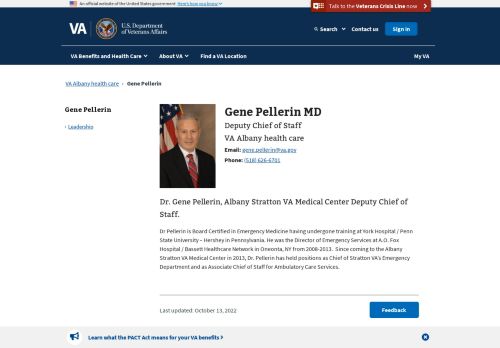 An official website of the United States government Here's how you know
Talk to the Veterans Crisis Line now
VA
U.S. Department
of Veterans Affairs
Search
Contact us
Sign in
VA Benefits and Health Care
About VA
Find a VA Location
My VA
VA Albany health care › Gene Pellerin
Gene Pellerin
› Leadership
Gene Pellerin MD
Deputy Chief of Staff
VA Albany health care
Email: gene.pellerin@va.gov
Phone: (518) 626-6701
Dr. Gene Pellerin, Albany Stratton VA Medical Center Deputy Chief of
Staff.
Dr Pellerin is Board Certified in Emergency Medicine having undergone training at York Hospital / Penn
State University – Hershey in Pennsylvania. He was the Director of Emergency Services at A.O. Fox
Hospital / Bassett Healthcare Network in Oneonta, NY from 2008-2013. Since coming to the Albany
Stratton VA Medical Center in 2013, Dr. Pellerin has held positions as Chief of Stratton VA's Emergency
Department and as Associate Chief of Staff for Ambulatory Care Services.
Last updated: October 13, 2022
Feedback
Learn what the PACT Act means for your VA benefits >